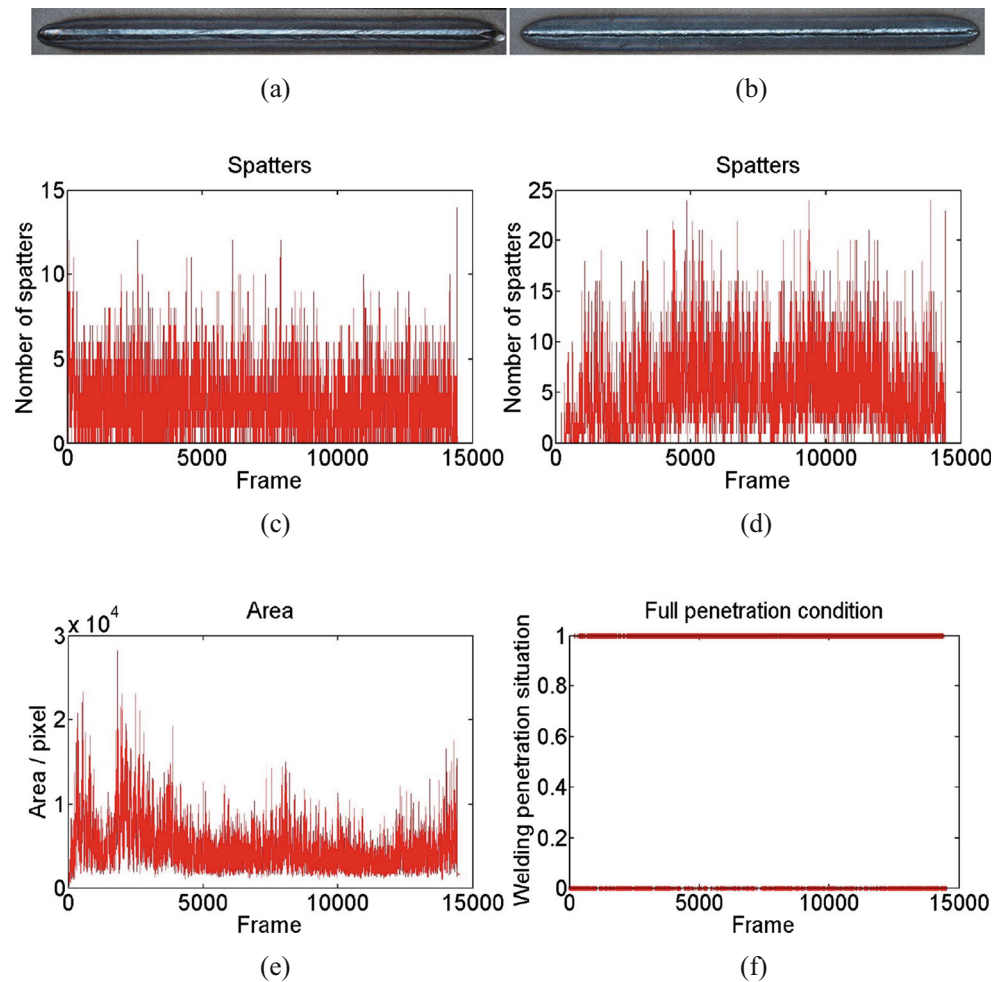 (a)
(b)
Spatters
15
10
5
0
Nomber of spatters
0 5000 10000 15000
Frame
(c)
Spatters
25
20
15
10
5
0
Nomber of spatters
0 5000 10000 15000
Frame
(d)
Area
3 x 10^4
2
1
0
Area / pixel
0 5000 10000 15000
Frame
(e)
Full penetration condition
1
0.8
0.6
0.4
0.2
0
Welding penetration situation
0 5000 10000 15000
Frame
(f)